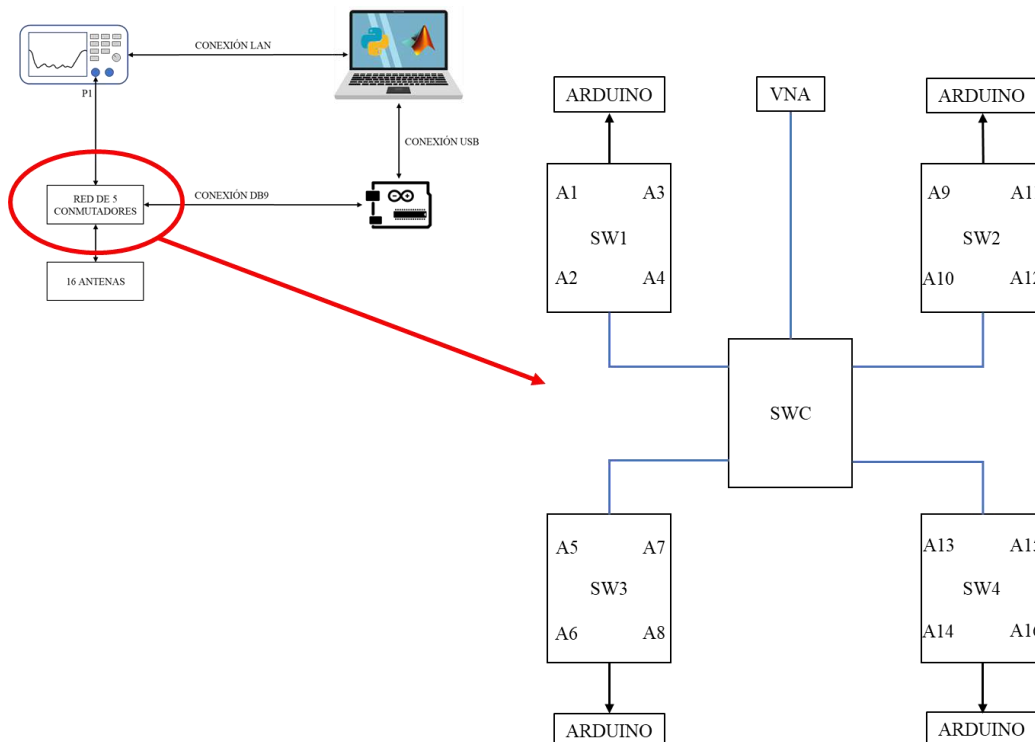 CONEXIÓN LAN
P1
CONEXIÓN USB
RED DE 5
CONMUTADORES
CONEXIÓN DB9
16 ANTENAS
ARDUINO
VNA
ARDUINO
A1 A3
SW1
A2 A4
A9
SW2
A10
SWC
A5 A7
SW3
A6 A8
A13
SW4
A14
ARDUINO
ARDUINO